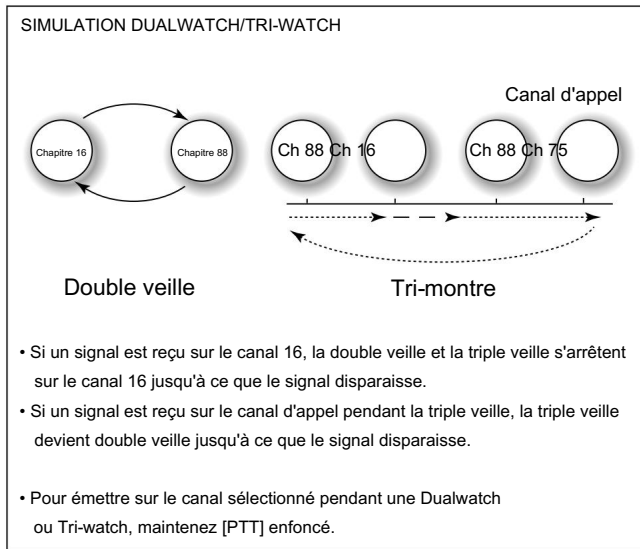 SIMULATION DUALWATCH/TRI-WATCH
Canal d'appel
Chapitre 16
Chapitre 88
Ch 88 Ch 16
Ch 88 Ch 75
Double veille
Tri-montre
• Si un signal est reçu sur le canal 16, la double veille et la triple veille s'arrêtent
sur le canal 16 jusqu'à ce que le signal disparaisse.
• Si un signal est reçu sur le canal d'appel pendant la triple veille, la triple veille
devient double veille jusqu'à ce que le signal disparaisse.
• Pour émettre sur le canal sélectionné pendant une Dualwatch
ou Tri-watch, maintenez [PTT] enfoncé.